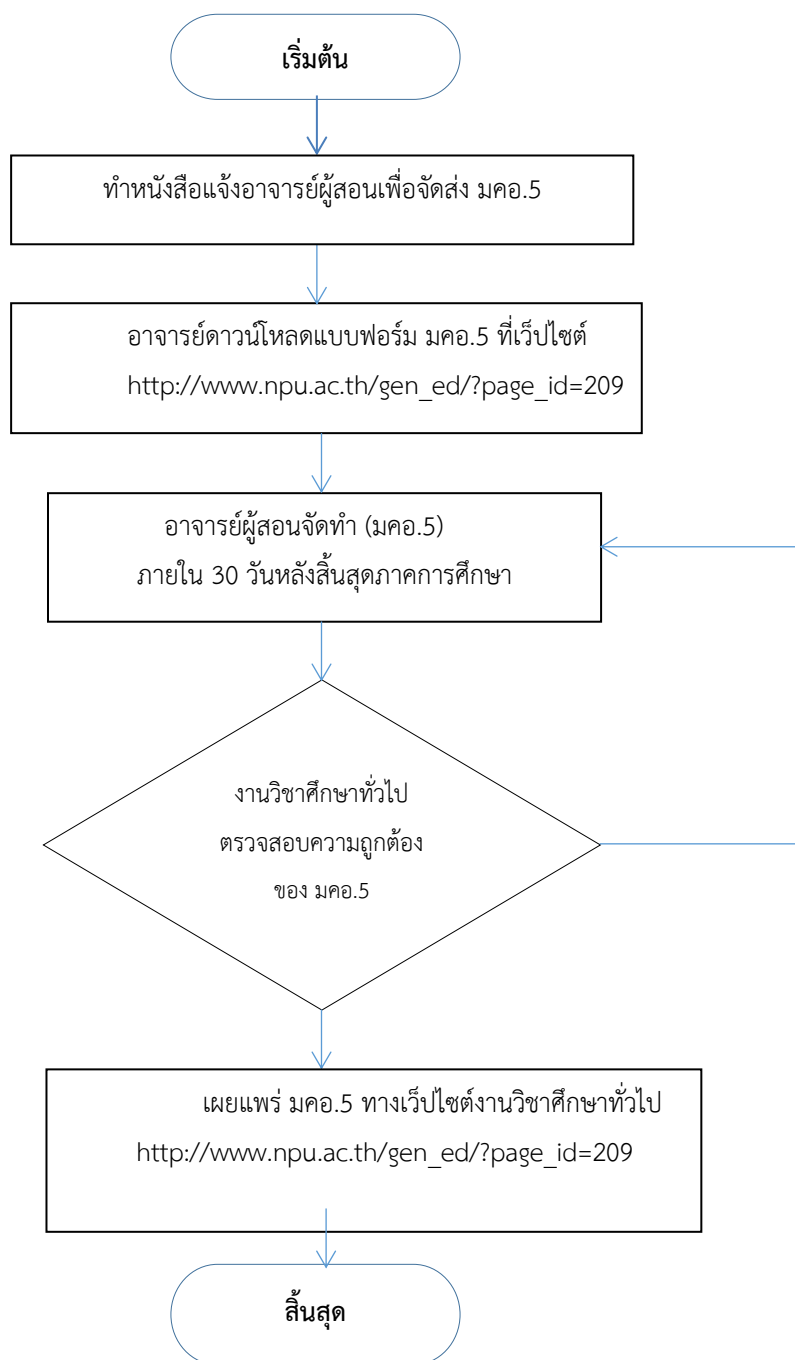 เริ่มต้น
ทำหนังสือแจ้งอาจารย์ผู้สอนเพื่อจัดส่ง มคอ.5
อาจารย์ดาวน์โหลดแบบฟอร์ม มคอ.5 ที่เว็ปไซต์
http://www.npu.ac.th/gen_ed/?page_id=209
อาจารย์ผู้สอนจัดทำ (มคอ.5)
ภายใน 30 วันหลังสิ้นสุดภาคการศึกษา
งานวิชาศึกษาทั่วไป
ตรวจสอบความถูกต้อง
ของ มคอ.5
เผยแพร่ มคอ.5 ทางเว็ปไซต์งานวิชาศึกษาทั่วไป
http://www.npu.ac.th/gen_ed/?page_id=209
สิ้นสุด